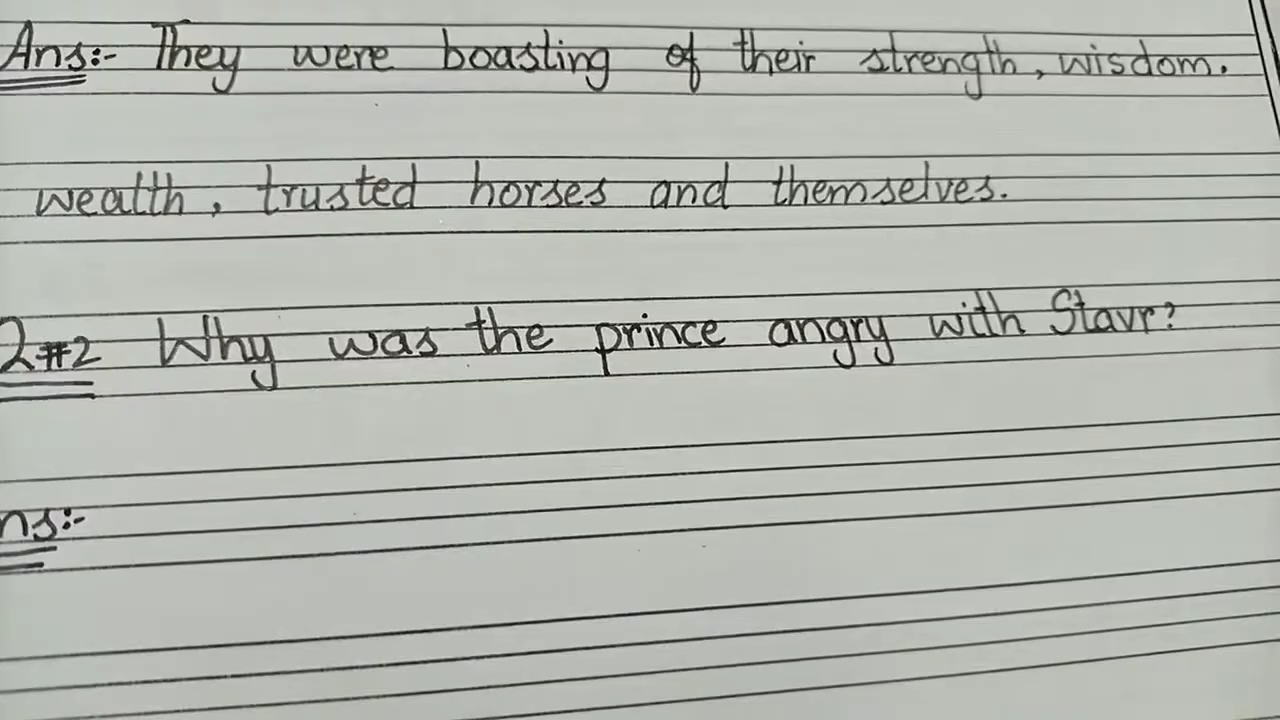 Ans:- They were boasting of their strength, wisdom.
wealth, trusted horses and themselves.
2#2 Why was the prince angry with Stavr?
ns:-